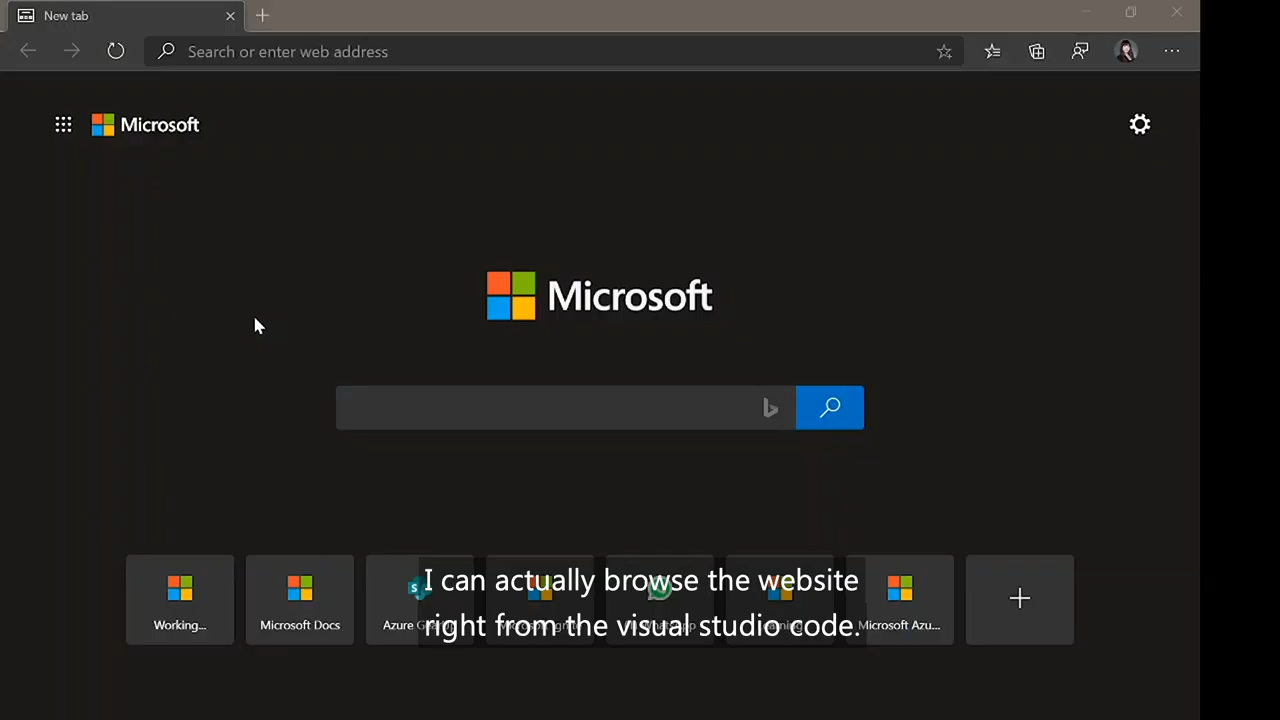 New tab
Search or enter web address
Microsoft
Microsoft
I can actually browse the website
right from the visual studio code.
Working...
Microsoft Docs
Azure
Microsoft Azu...